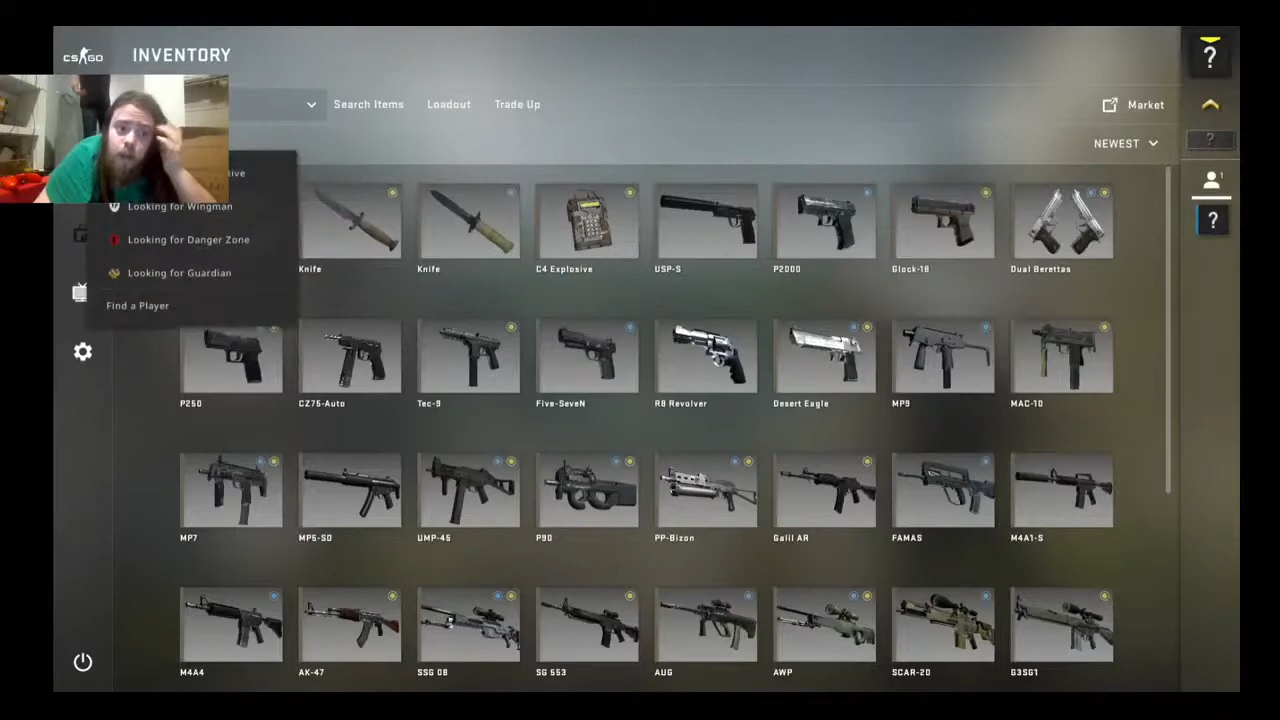 CS GO INVENTORY
Search Items Loadout Trade Up Market
NEWEST
Looking for Wingman
Looking for Danger Zone
Looking for Guardian
Find a Player
?
?
1
?
Knife Knife C4 Explosive USP-S P2000 Glock-18 Dual Berettas
P250 CZ75-Auto Tec-9 Five-SeveN R8 Revolver Desert Eagle MP9 MAC-10
MP7 MP5-SD UMP-45 P90 PP-Bizon Galil AR FAMAS M4A1-S
M4A4 AK-47 SSG 08 SG 553 AUG AWP SCAR-20 G3SG1